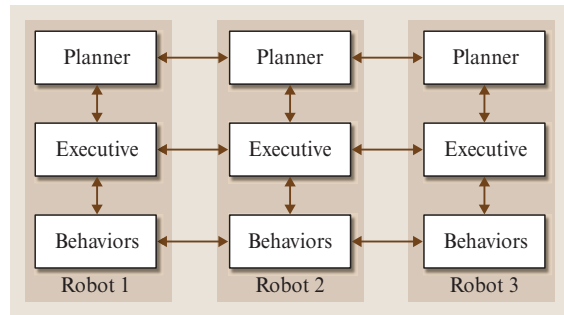 Planner Planner Planner
Executive Executive Executive
Behaviors Behaviors Behaviors
Robot 1 Robot 2 Robot 3